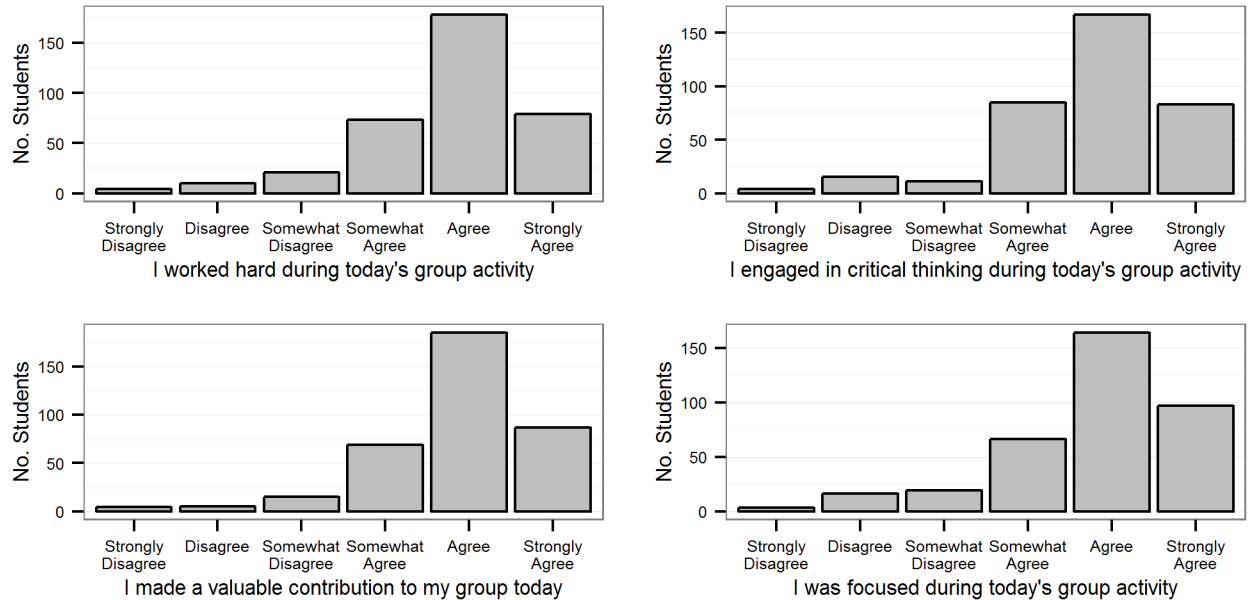 No. Students
150
100
50
0
Strongly Disagree
Disagree
Somewhat Disagree
Somewhat Agree
Agree
Strongly Agree
I worked hard during today's group activity
No. Students
150
100
50
0
Strongly Disagree
Disagree
Somewhat Disagree
Somewhat Agree
Agree
Strongly Agree
I engaged in critical thinking during today's group activity
No. Students
150
100
50
0
Strongly Disagree
Disagree
Somewhat Disagree
Somewhat Agree
Agree
Strongly Agree
I made a valuable contribution to my group today
No. Students
150
100
50
0
Strongly Disagree
Disagree
Somewhat Disagree
Somewhat Agree
Agree
Strongly Agree
I was focused during today's group activity